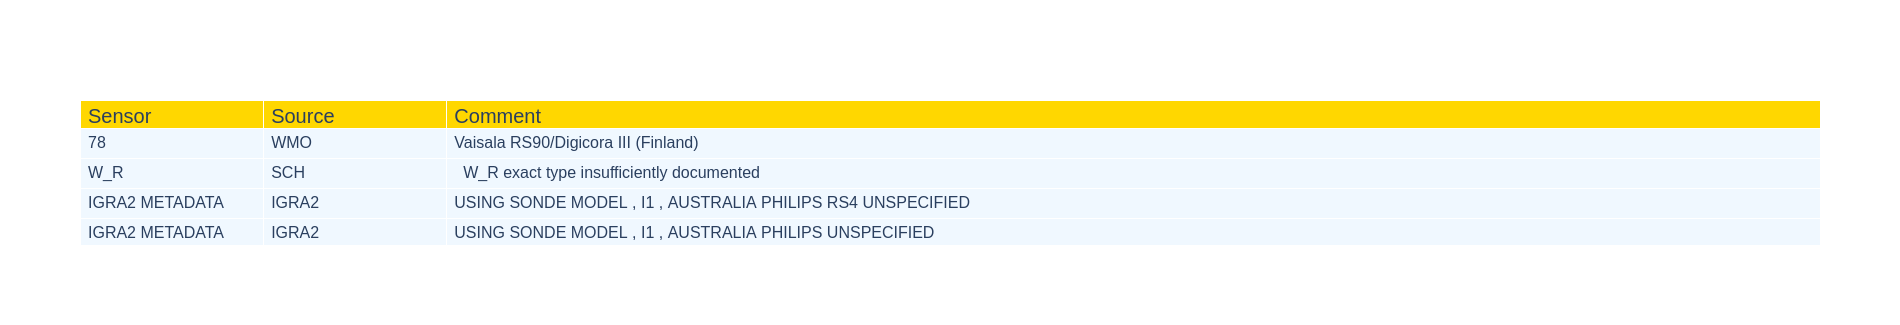 Sensor Source Comment
78 WMO Vaisala RS90/Digicora III (Finland)
W_R SCH W_R exact type insufficiently documented
IGRA2 METADATA IGRA2 USING SONDE MODEL , I1 , AUSTRALIA PHILIPS RS4 UNSPECIFIED
IGRA2 METADATA IGRA2 USING SONDE MODEL , I1 , AUSTRALIA PHILIPS UNSPECIFIED